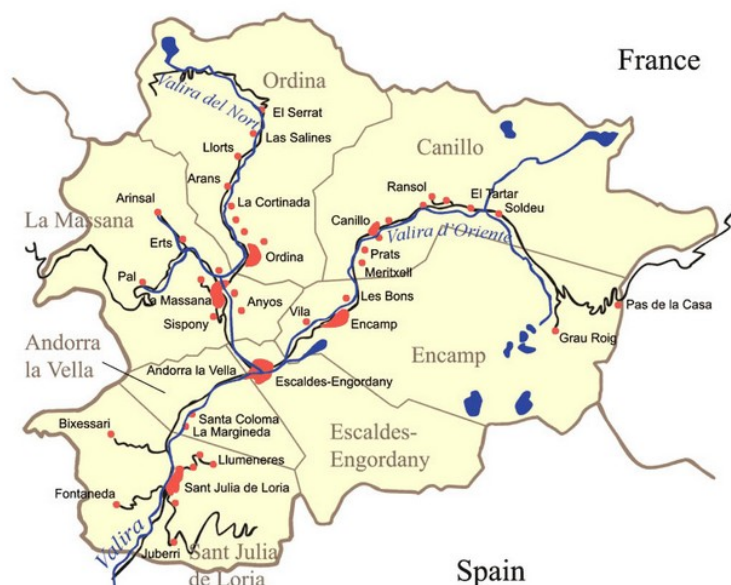 France
Ordina
Valira del Nort
El Serrat
Las Salines
Llorts
Canillo
Arans
Ransol
El Tartar
Arinsal
La Cortinada
Soldeu
La Massana
Canillo
Valira d'Oriente
Erts
Ordina
Prats
Meritxell
Pal
La Massana
Anyos
Les Bons
Pas de la Casa
Sispony
Vila
Encamp
Grau Roig
Andorra
la Vella
Encamp
Andorra la Vella
Escaldes-Engordany
Bixessari
Santa Coloma
La Margineda
Escaldes-
Engordany
Llumeneres
Fontaneda
Sant Julia de Loria
Valira
Juberri
Sant Julia
de Loria
Spain